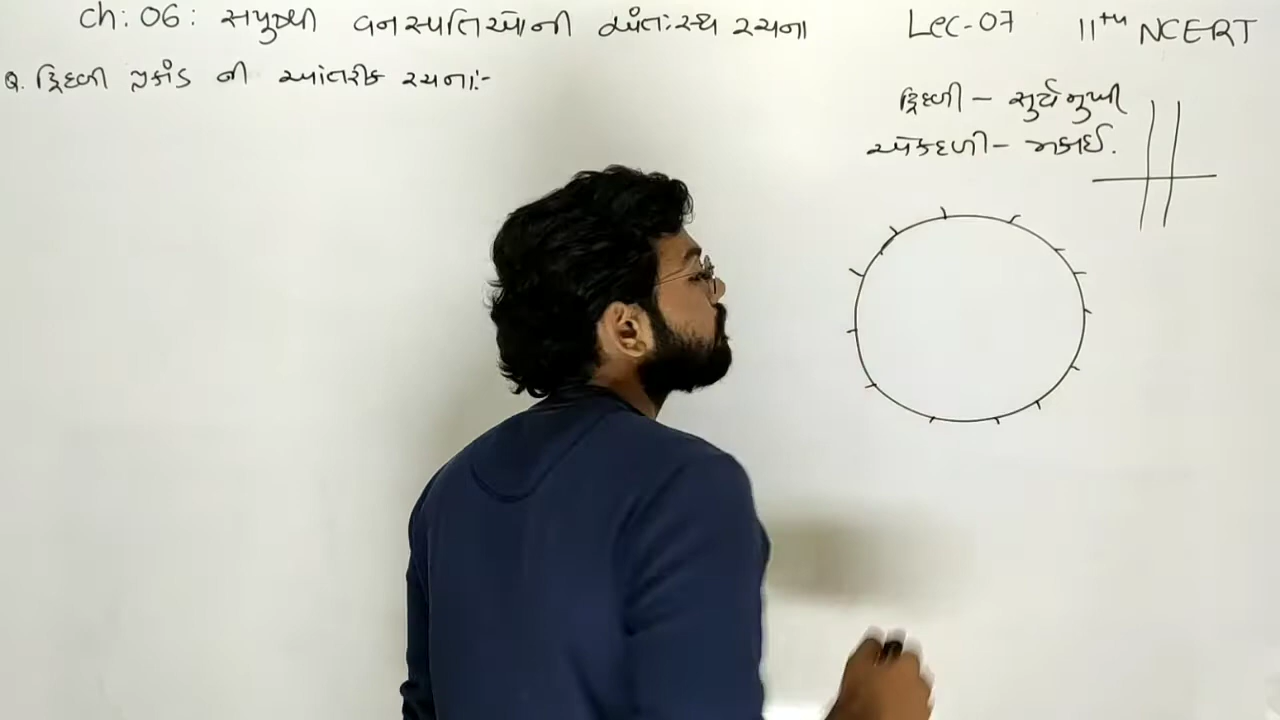 Ch: 06: સપુષ્પી વનસ્પતિઓની અંતઃસ્થ રચના Lec-07 11th NCERT
Q. દ્વિદળી પ્રકાંડ ની આંતરીક રચના:-
દ્વિદળી - સુર્યમુખી
એકદળી - મકાઈ.